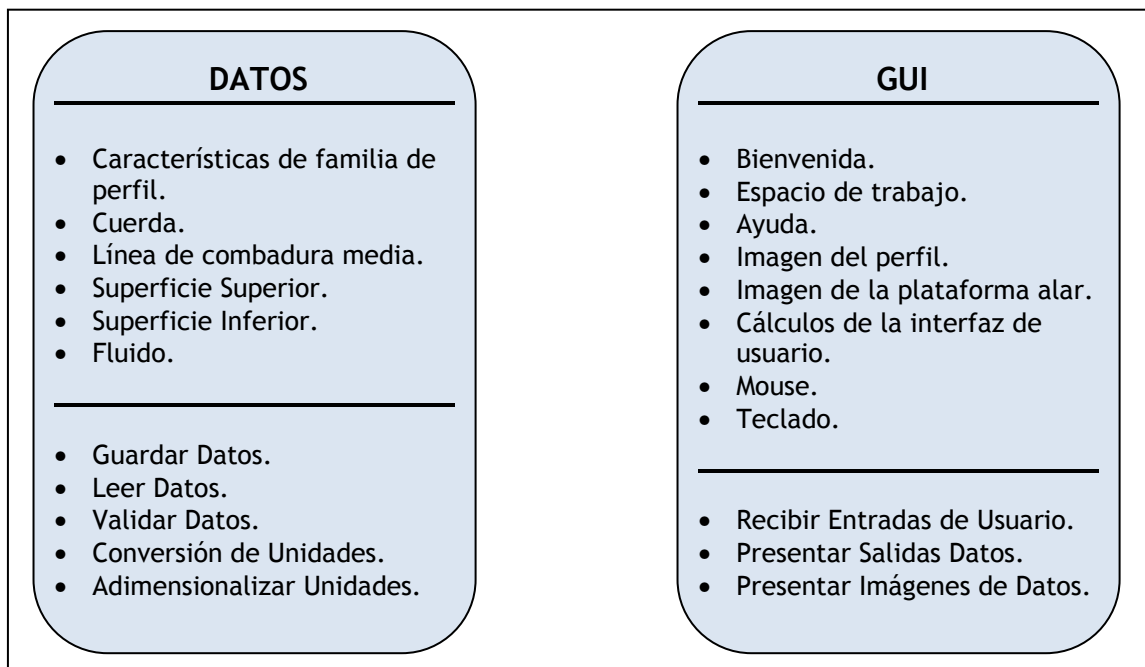 DATOS
• Características de familia de
perfil.
• Cuerda.
• Línea de combadura media.
• Superficie Superior.
• Superficie Inferior.
• Fluido.
• Guardar Datos.
• Leer Datos.
• Validar Datos.
• Conversión de Unidades.
• Adimensionalizar Unidades.
GUI
• Bienvenida.
• Espacio de trabajo.
• Ayuda.
• Imagen del perfil.
• Imagen de la plataforma alar.
• Cálculos de la interfaz de
usuario.
• Mouse.
• Teclado.
• Recibir Entradas de Usuario.
• Presentar Salidas Datos.
• Presentar Imágenes de Datos.